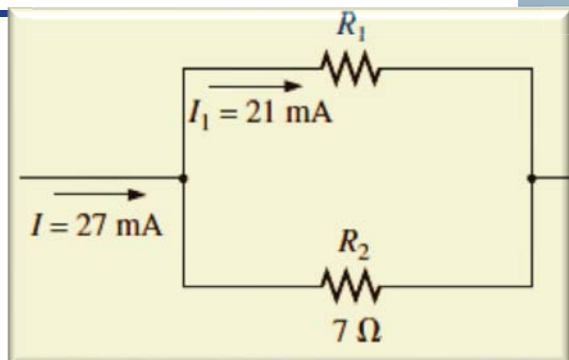 R₁
I₁ = 21 mA
I = 27 mA
R₂
7 Ω